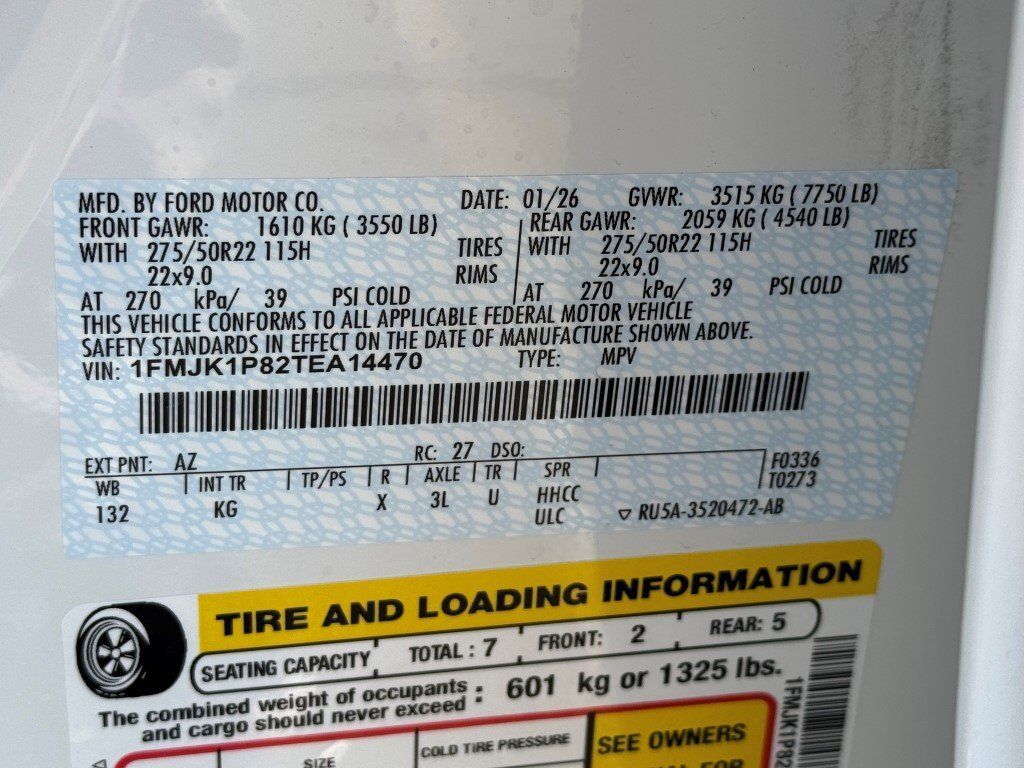 MFD. BY FORD MOTOR CO. DATE: 01/26 GVWR: 3515 KG ( 7750 LB)
FRONT GAWR: 1610 KG ( 3550 LB) REAR GAWR: 2059 KG ( 4540 LB)
WITH 275/50R22 115H TIRES WITH 275/50R22 115H TIRES
22x9.0 RIMS 22x9.0 RIMS
AT 270 kPa/ 39 PSI COLD AT 270 kPa/ 39 PSI COLD
THIS VEHICLE CONFORMS TO ALL APPLICABLE FEDERAL MOTOR VEHICLE
SAFETY STANDARDS IN EFFECT ON THE DATE OF MANUFACTURE SHOWN ABOVE.
VIN: 1FMJK1P82TEA14470 TYPE: MPV
EXT PNT: AZ RC: 27 DSO:
WB INT TR TP/PS R AXLE TR SPR F0336
132 KG X 3L U HHCC T0273
ULC ▽ RU5A-3520472-AB
TIRE AND LOADING INFORMATION
SEATING CAPACITY TOTAL : 7 FRONT: 2 REAR: 5
The combined weight of occupants
and cargo should never exceed : 601 kg or 1325 lbs.
SIZE COLD TIRE PRESSURE SEE OWNERS
FOR
1FMJK1P82